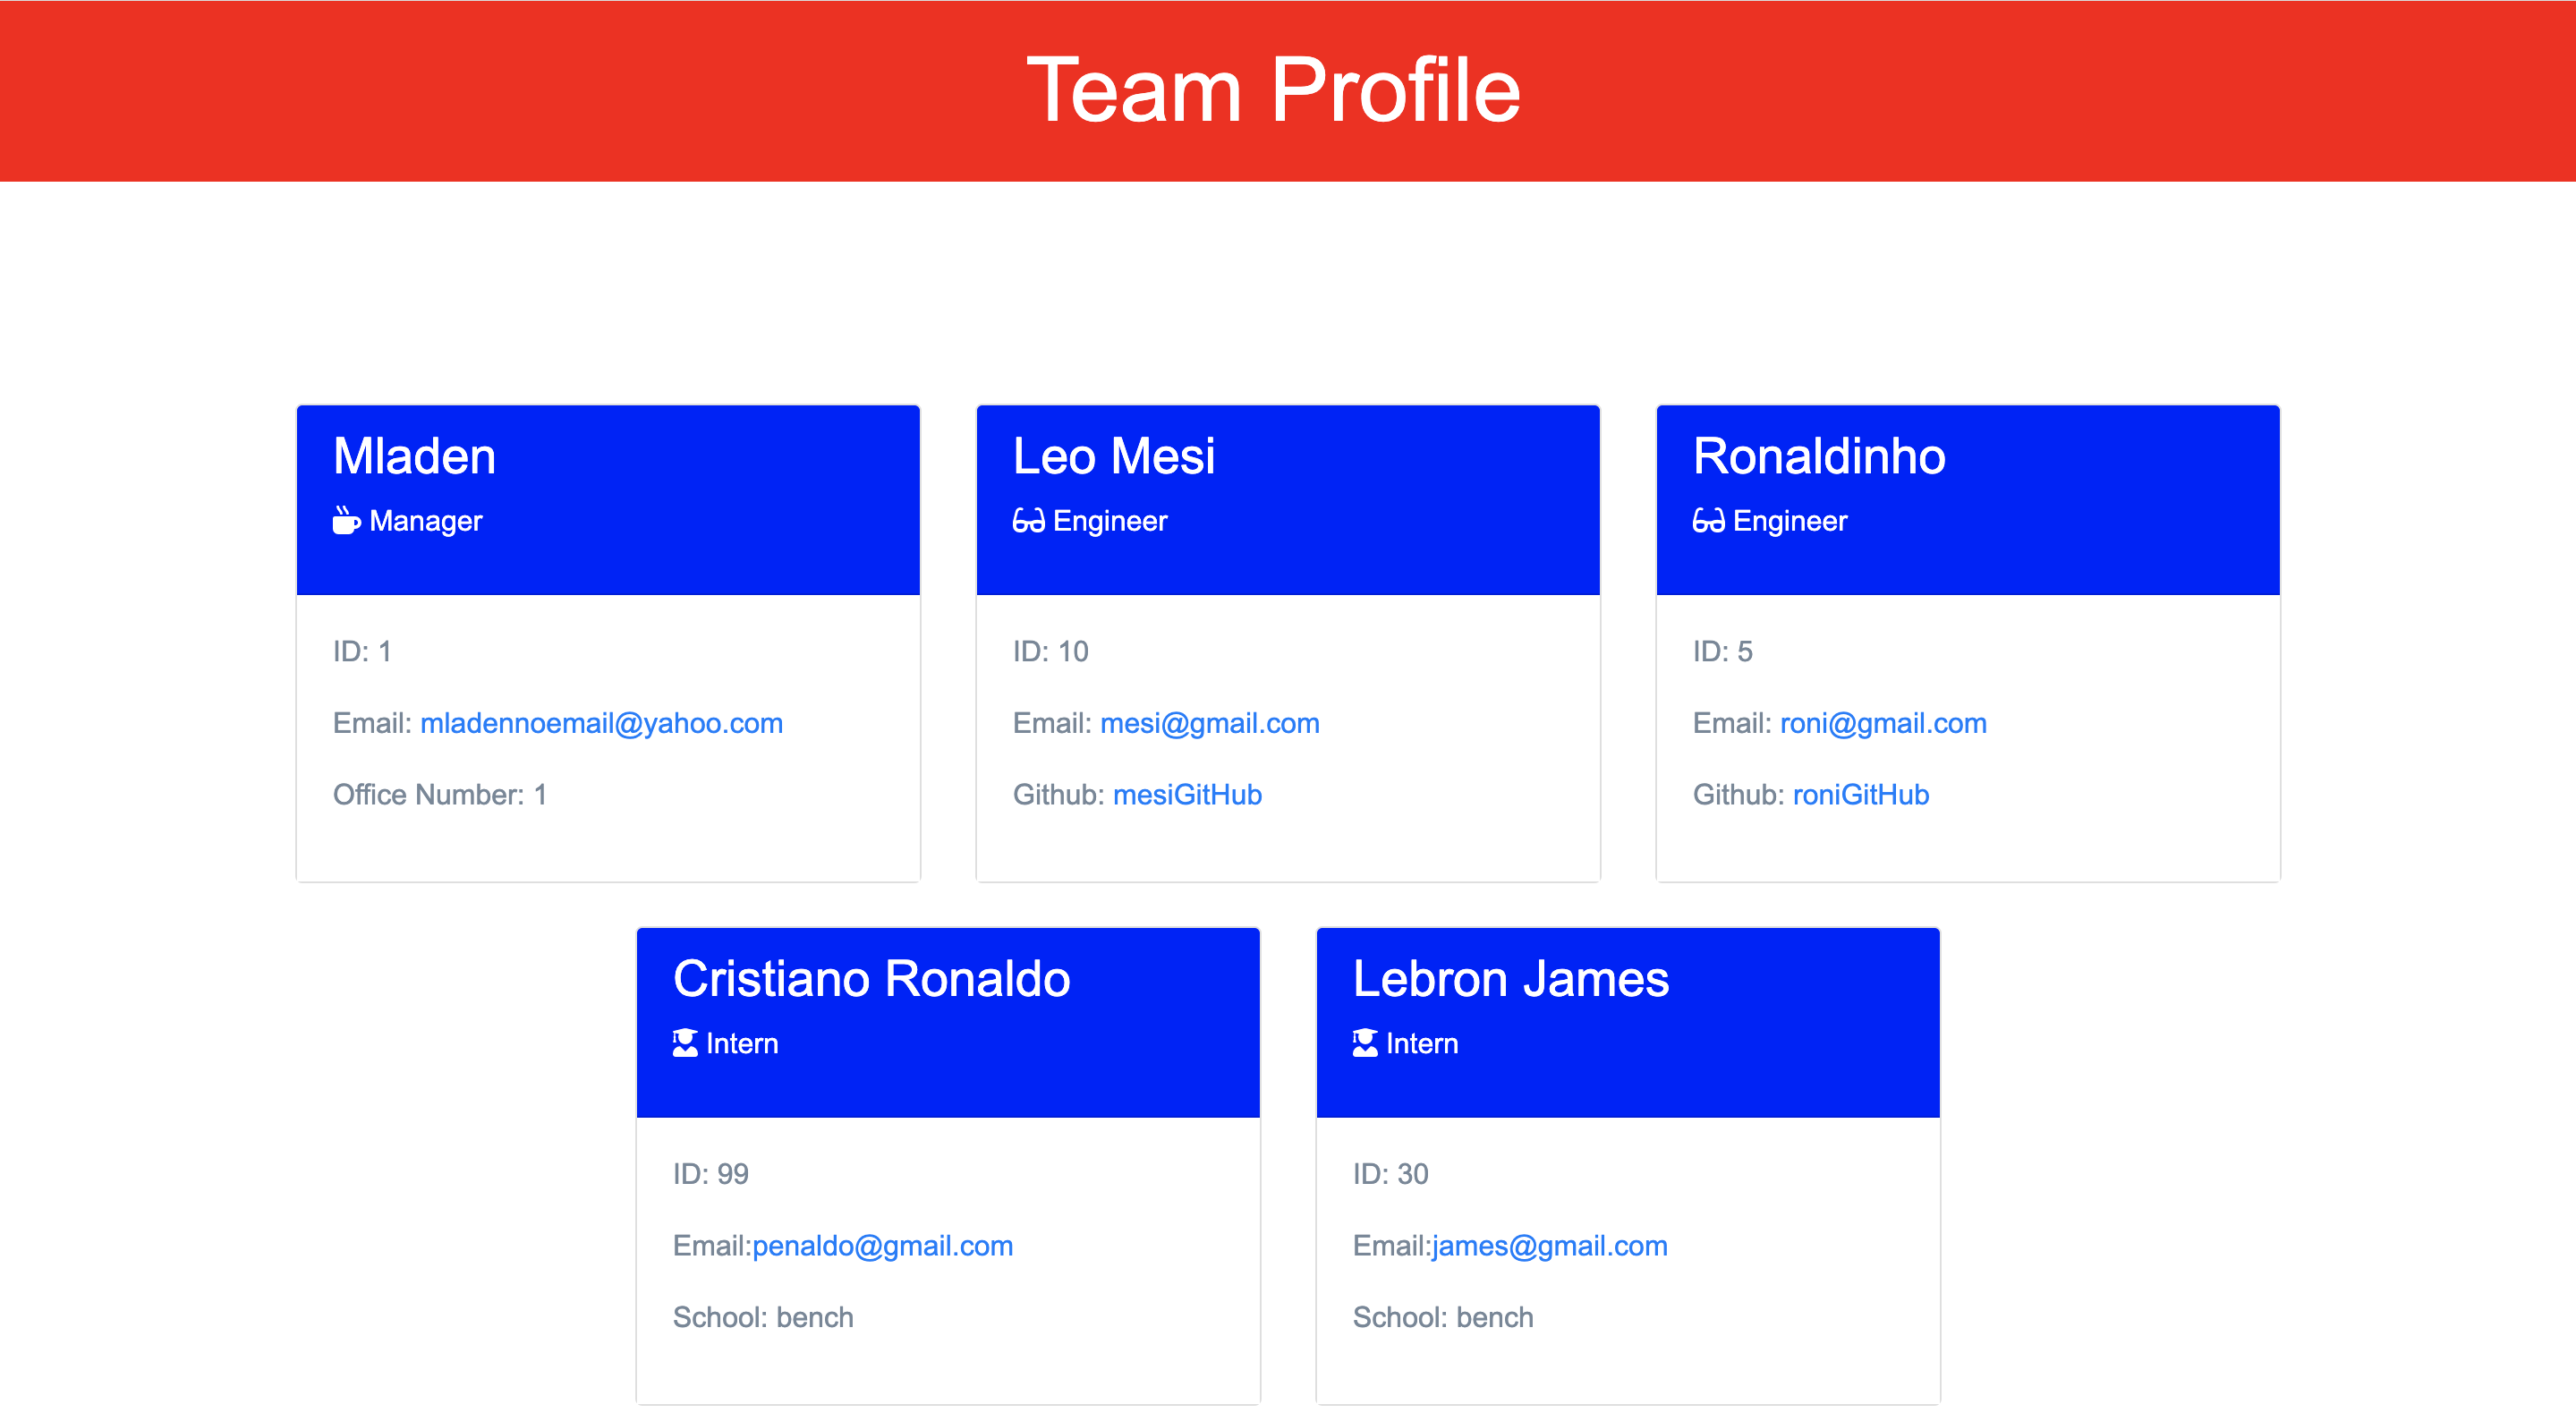 Team Profile
Mladen
Manager
ID: 1
Email: mladennoemail@yahoo.com
Office Number: 1
Leo Mesi
Engineer
ID: 10
Email: mesi@gmail.com
Github: mesiGitHub
Ronaldinho
Engineer
ID: 5
Email: roni@gmail.com
Github: roniGitHub
Cristiano Ronaldo
Intern
ID: 99
Email:penaldo@gmail.com
School: bench
Lebron James
Intern
ID: 30
Email:james@gmail.com
School: bench